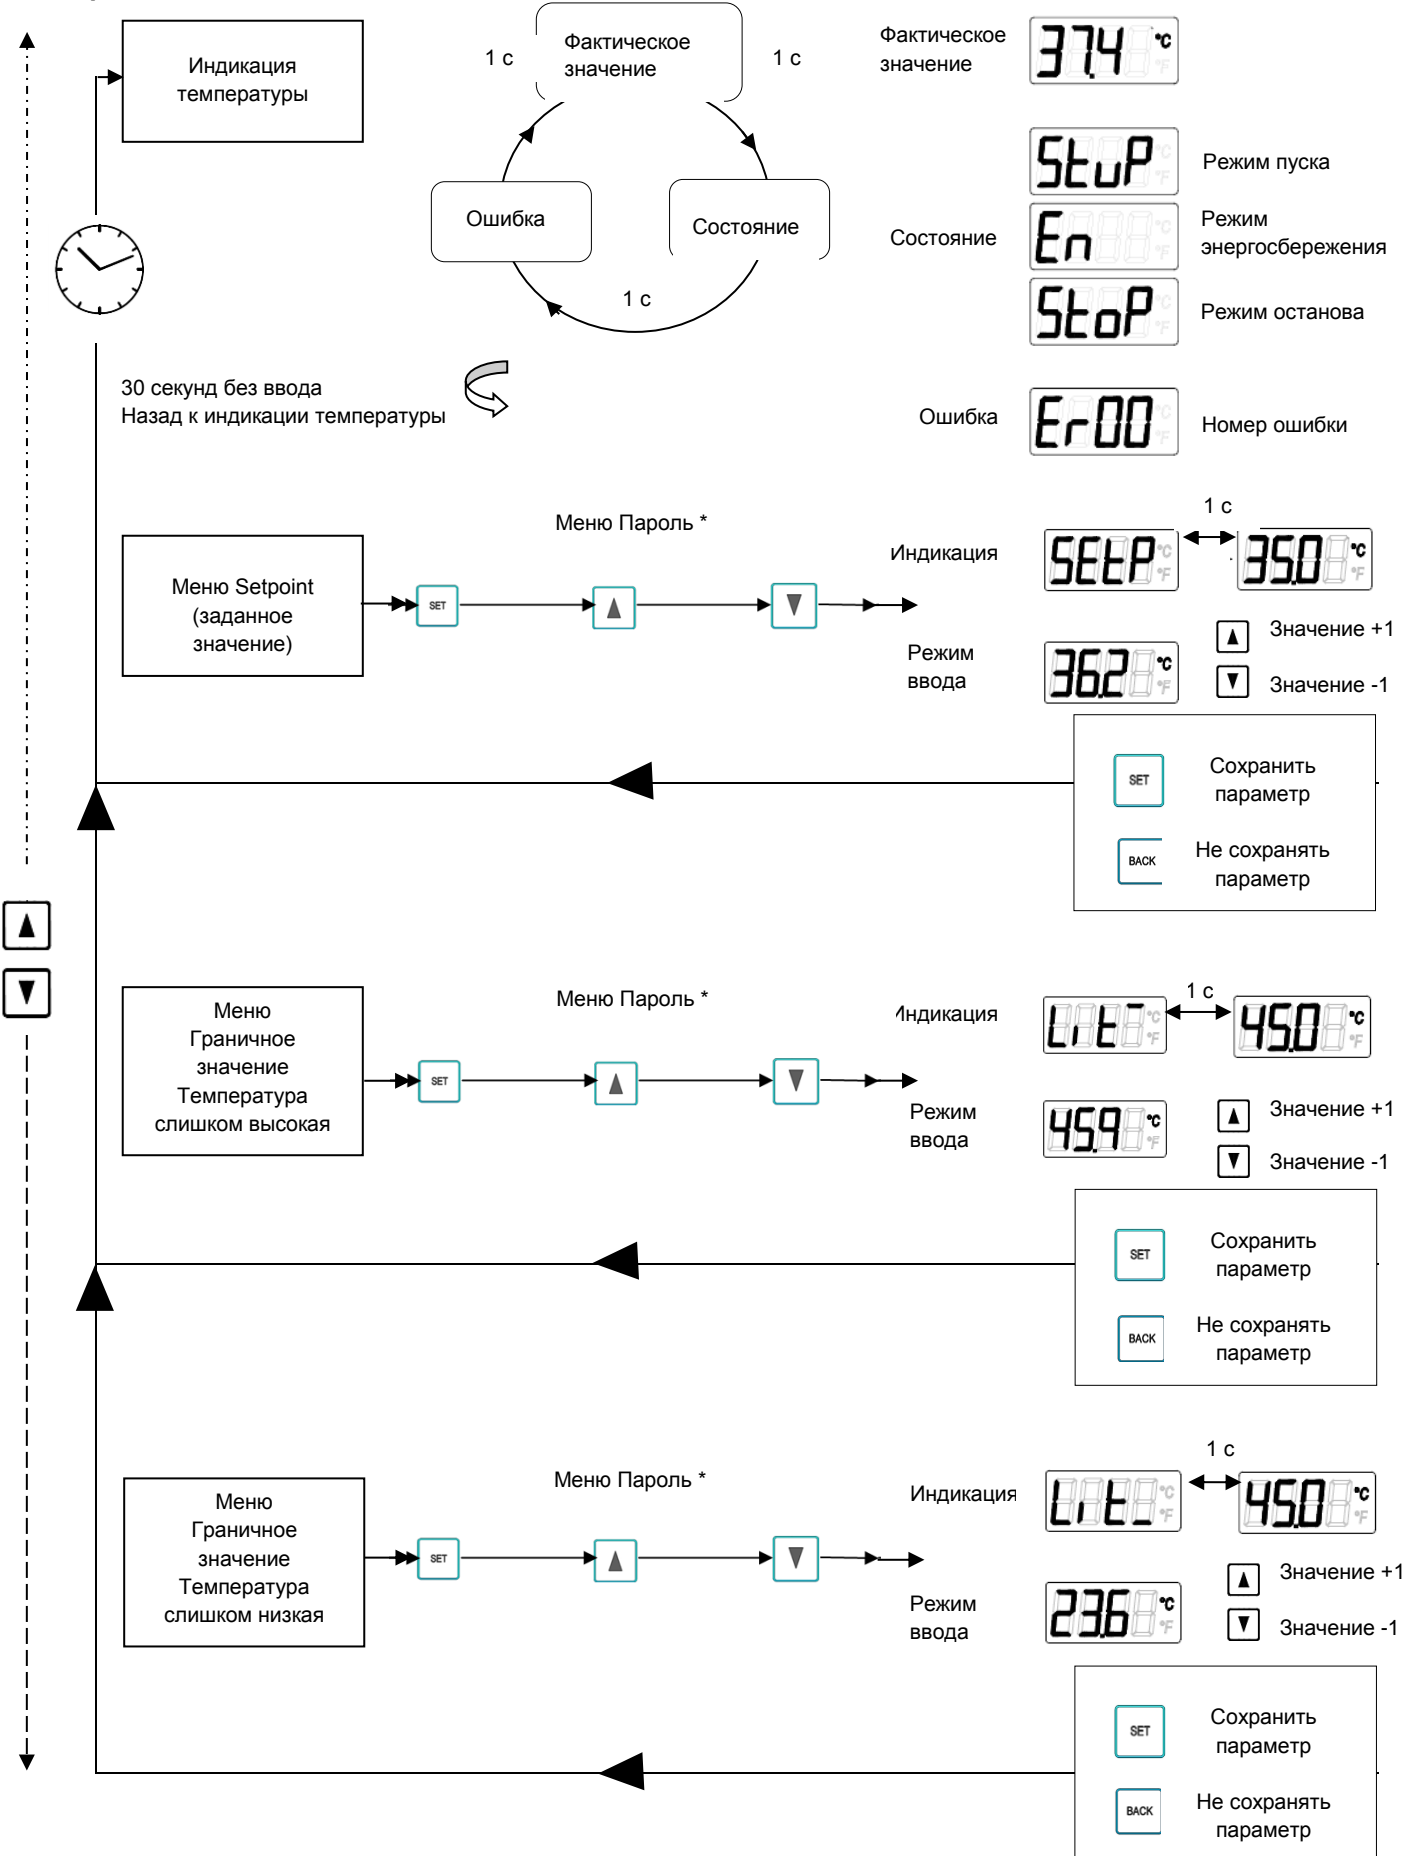 Индикация
температуры
1 с
Фактическое
значение
1 с
Ошибка
Состояние
1 с
Фактическое
значение
37.4 °C °F
StuP °C °F
Режим пуска
Состояние
En °C °F
Режим
энергосбережения
StoP °C °F
Режим останова
30 секунд без ввода
Назад к индикации температуры
Ошибка
Er00 °C °F
Номер ошибки
Меню Setpoint
(заданное
значение)
Меню Пароль *
SET
Индикация
SEtP °C °F
1 с
35.0 °C °F
Режим
ввода
36.2 °C °F
Значение +1
Значение -1
SET
Сохранить
параметр
BACK
Не сохранять
параметр
Меню
Граничное
значение
Температура
слишком высокая
Меню Пароль *
SET
Индикация
Lit¯ °C °F
1 с
45.0 °C °F
Режим
ввода
45.9 °C °F
Значение +1
Значение -1
SET
Сохранить
параметр
BACK
Не сохранять
параметр
Меню
Граничное
значение
Температура
слишком низкая
Меню Пароль *
SET
Индикация
Lit_ °C °F
1 с
45.0 °C °F
Режим
ввода
23.6 °C °F
Значение +1
Значение -1
SET
Сохранить
параметр
BACK
Не сохранять
параметр